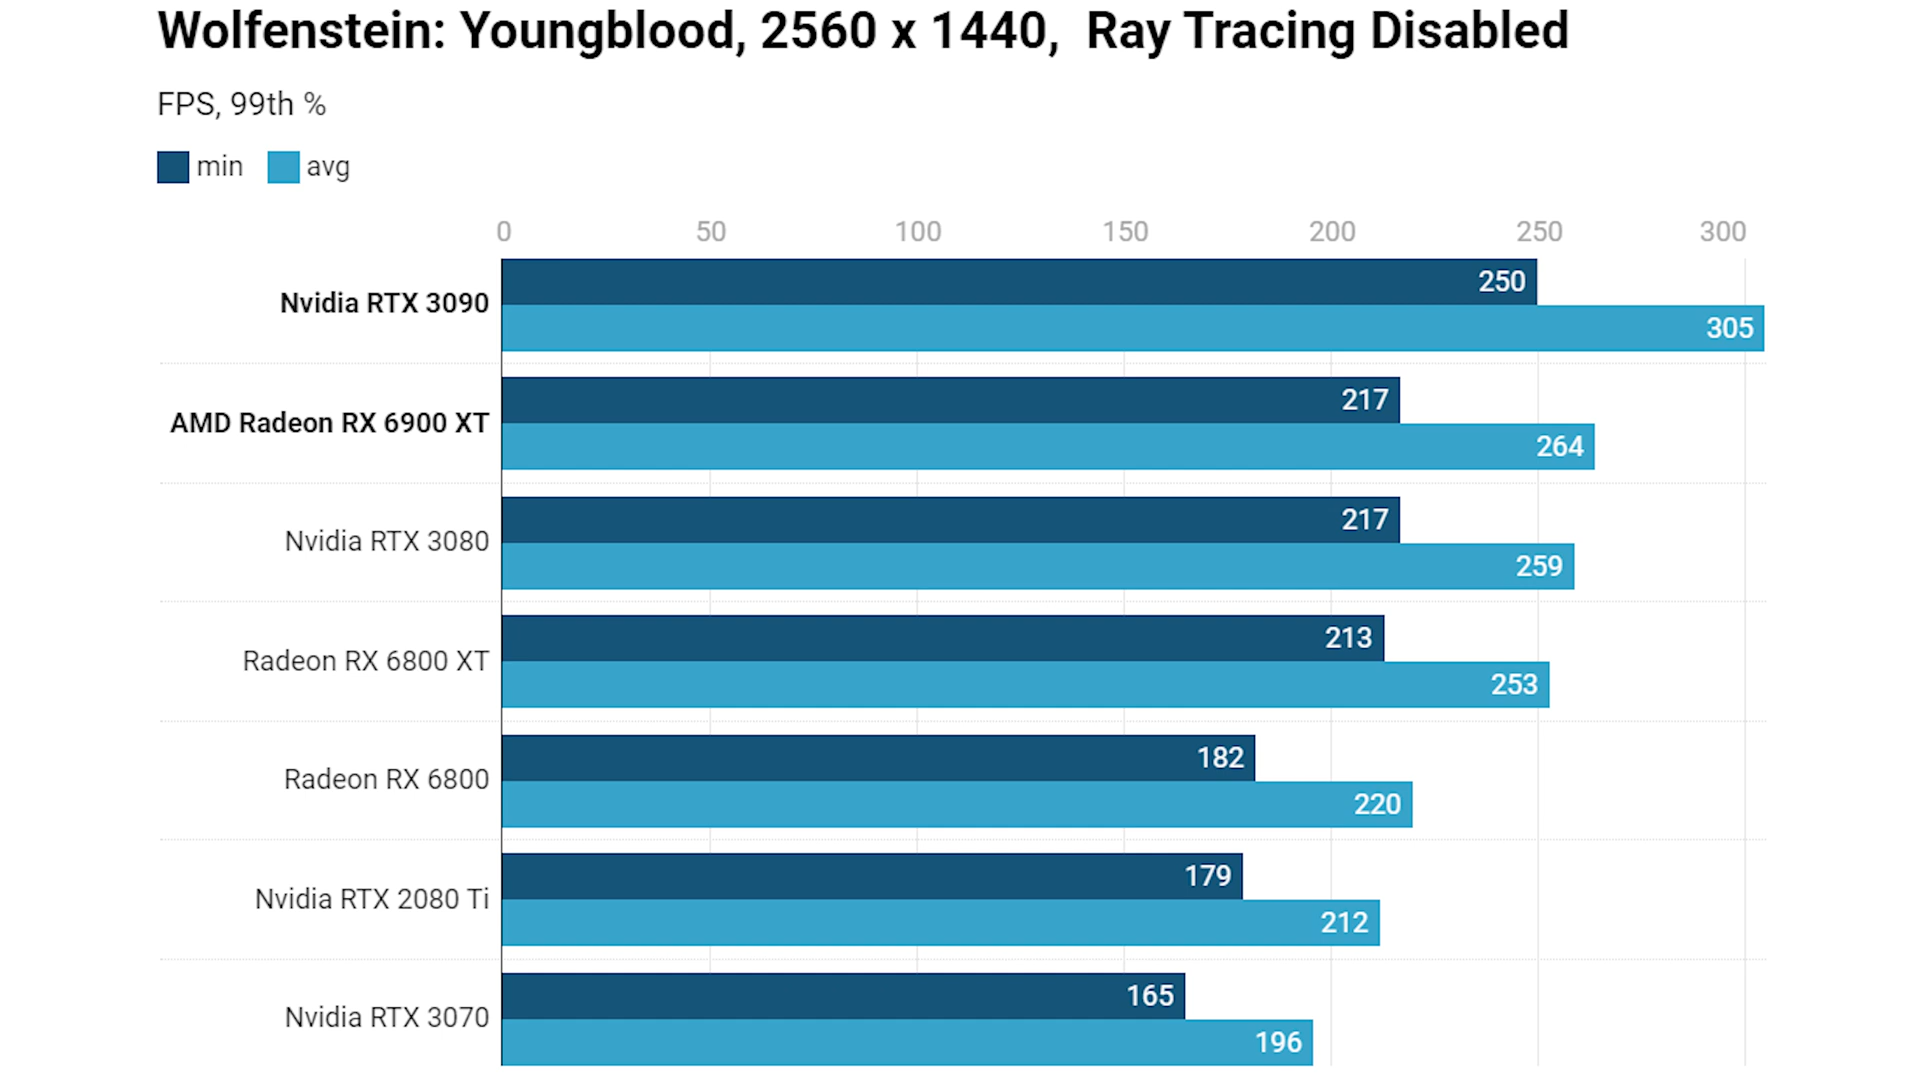 Wolfenstein: Youngblood, 2560 x 1440, Ray Tracing Disabled
FPS, 99th %
min avg
0 50 100 150 200 250 300
Nvidia RTX 3090 250
305
AMD Radeon RX 6900 XT 217
264
Nvidia RTX 3080 217
259
Radeon RX 6800 XT 213
253
Radeon RX 6800 182
220
Nvidia RTX 2080 Ti 179
212
Nvidia RTX 3070 165
196